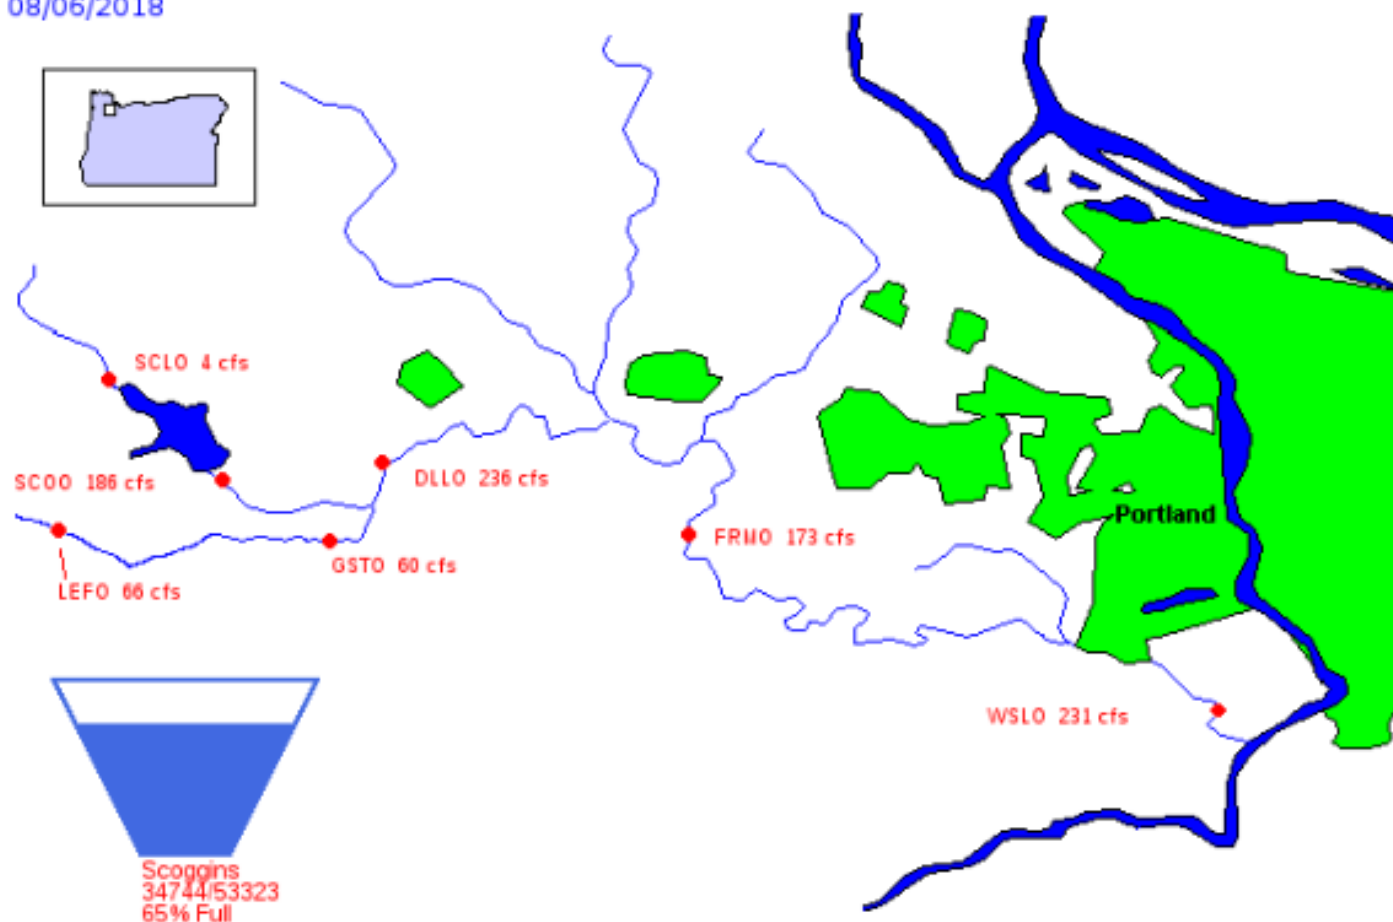 08/06/2018
SCLO 4 cfs
SCOO 186 cfs
DLLO 236 cfs
Portland
FRMO 173 cfs
GSTO 60 cfs
LEFO 66 cfs
WSLO 231 cfs
Scoggins
34744/53323
65% Full